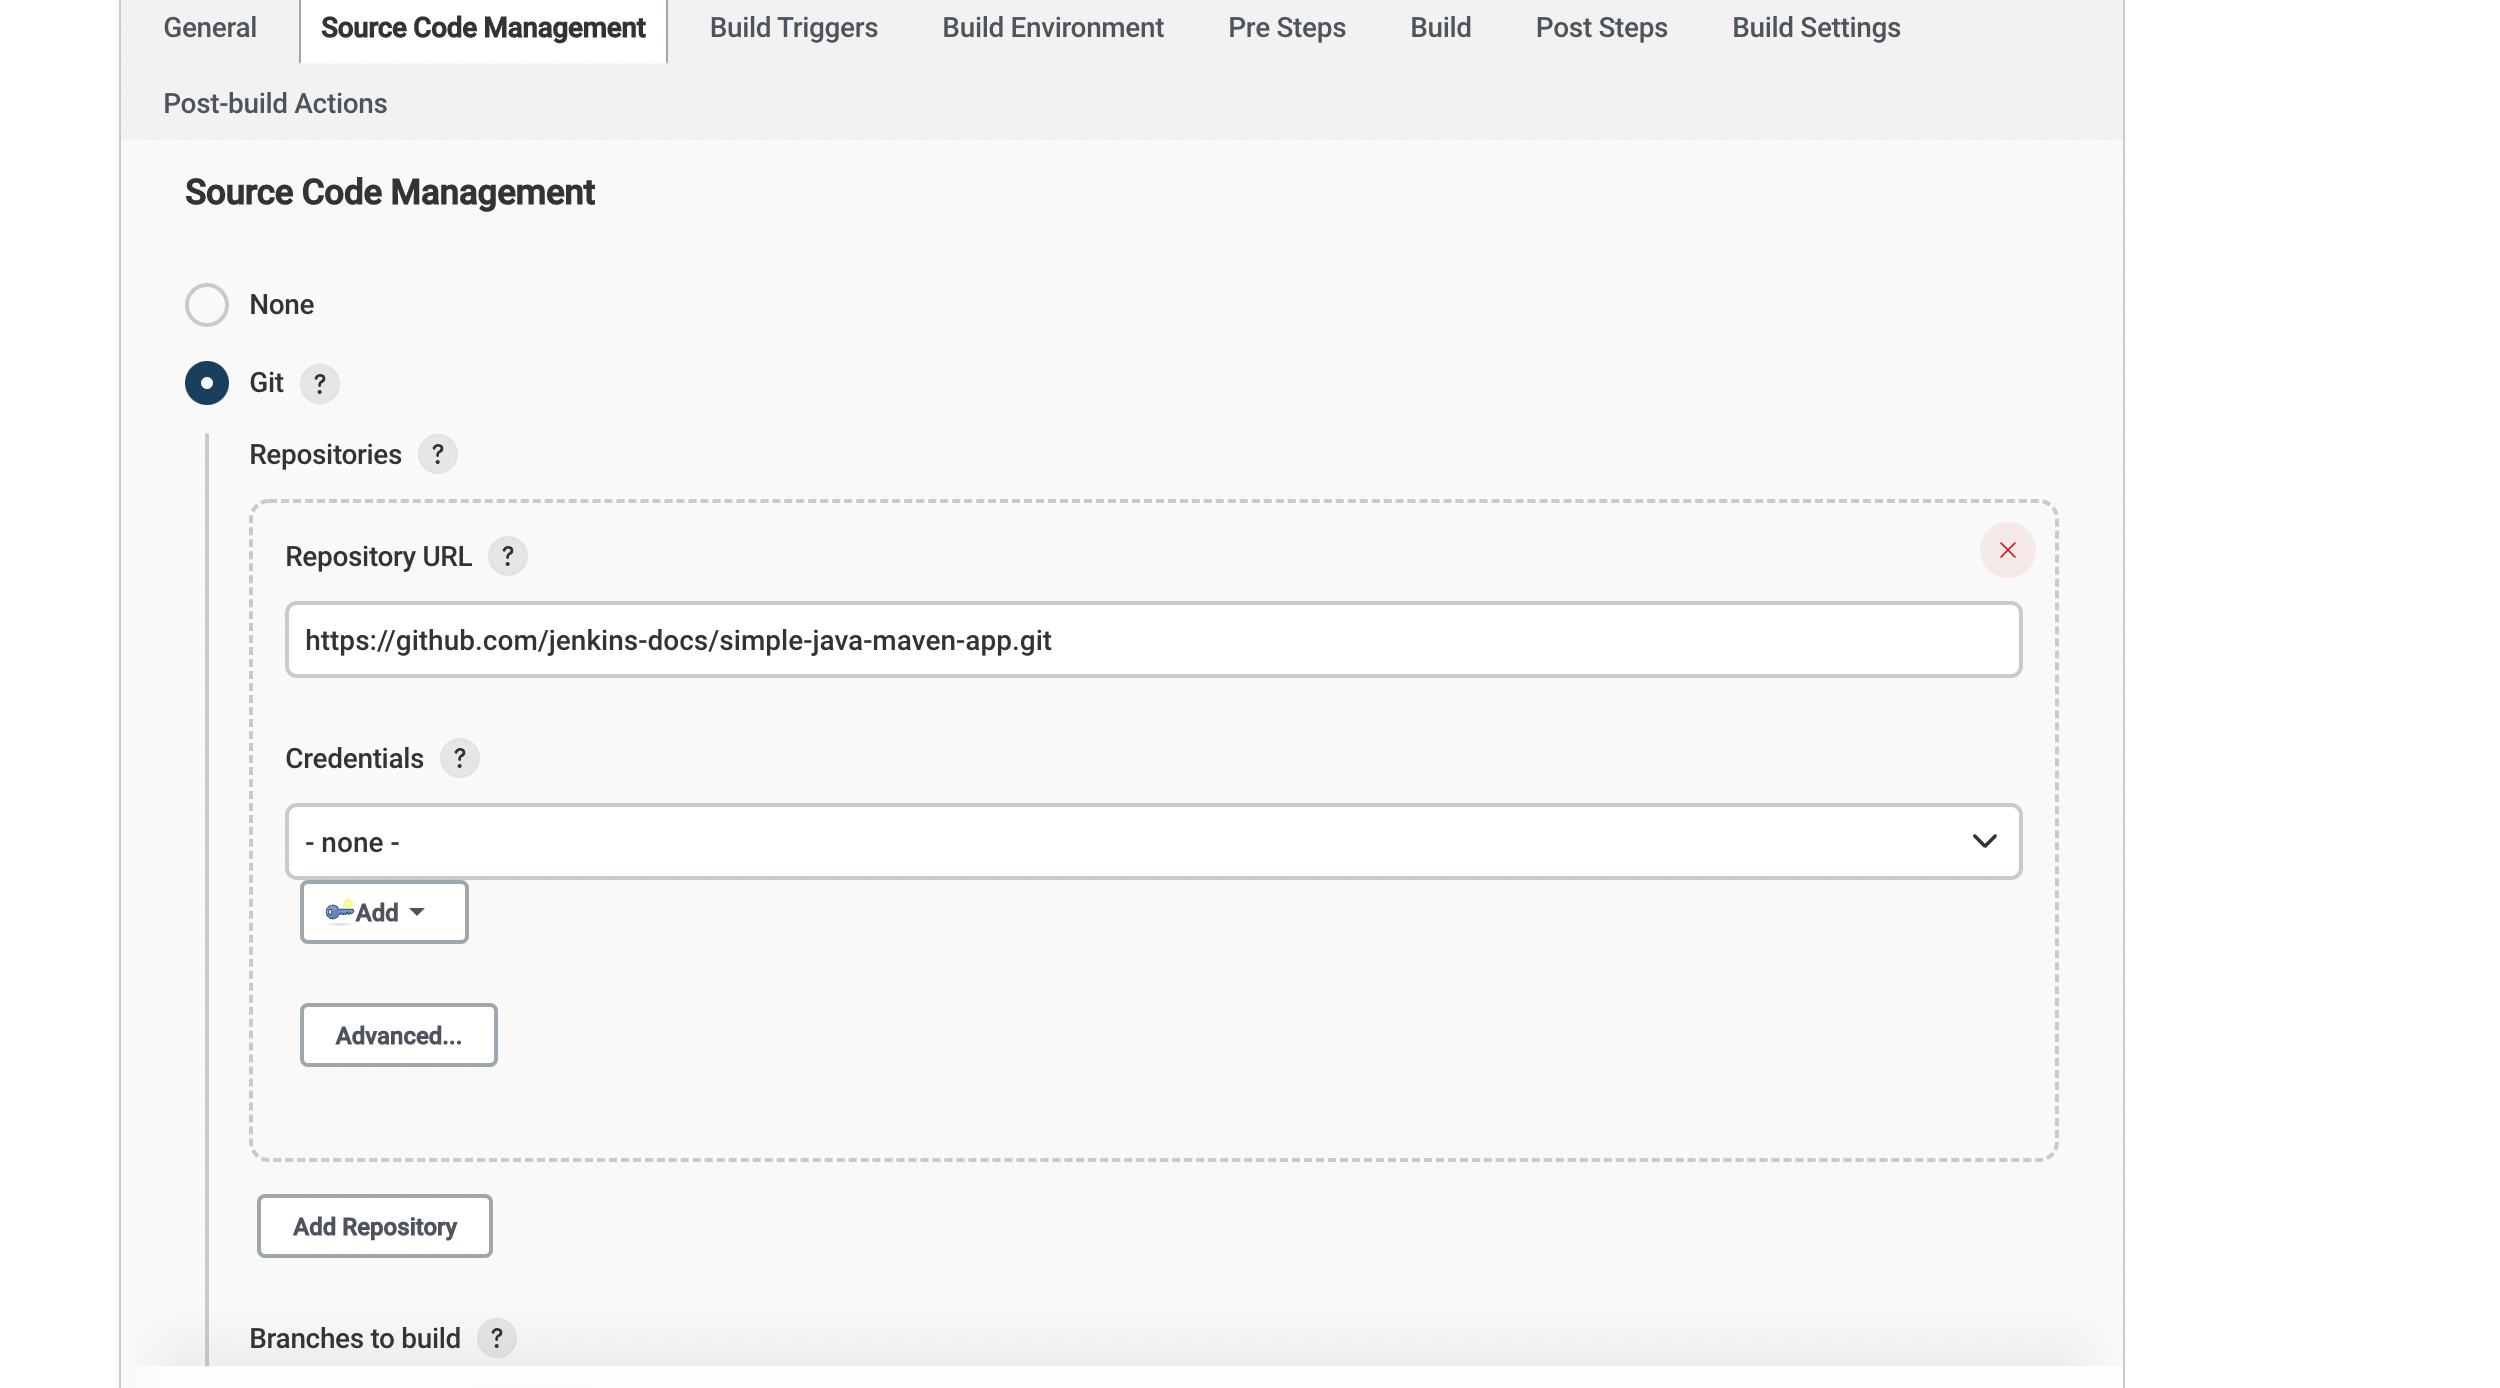 General Source Code Management Build Triggers Build Environment Pre Steps Build Post Steps Build Settings
Post-build Actions
Source Code Management
None
Git ?
Repositories ?
Repository URL ?
https://github.com/jenkins-docs/simple-java-maven-app.git
Credentials ?
- none -
Add
Advanced...
Add Repository
Branches to build ?